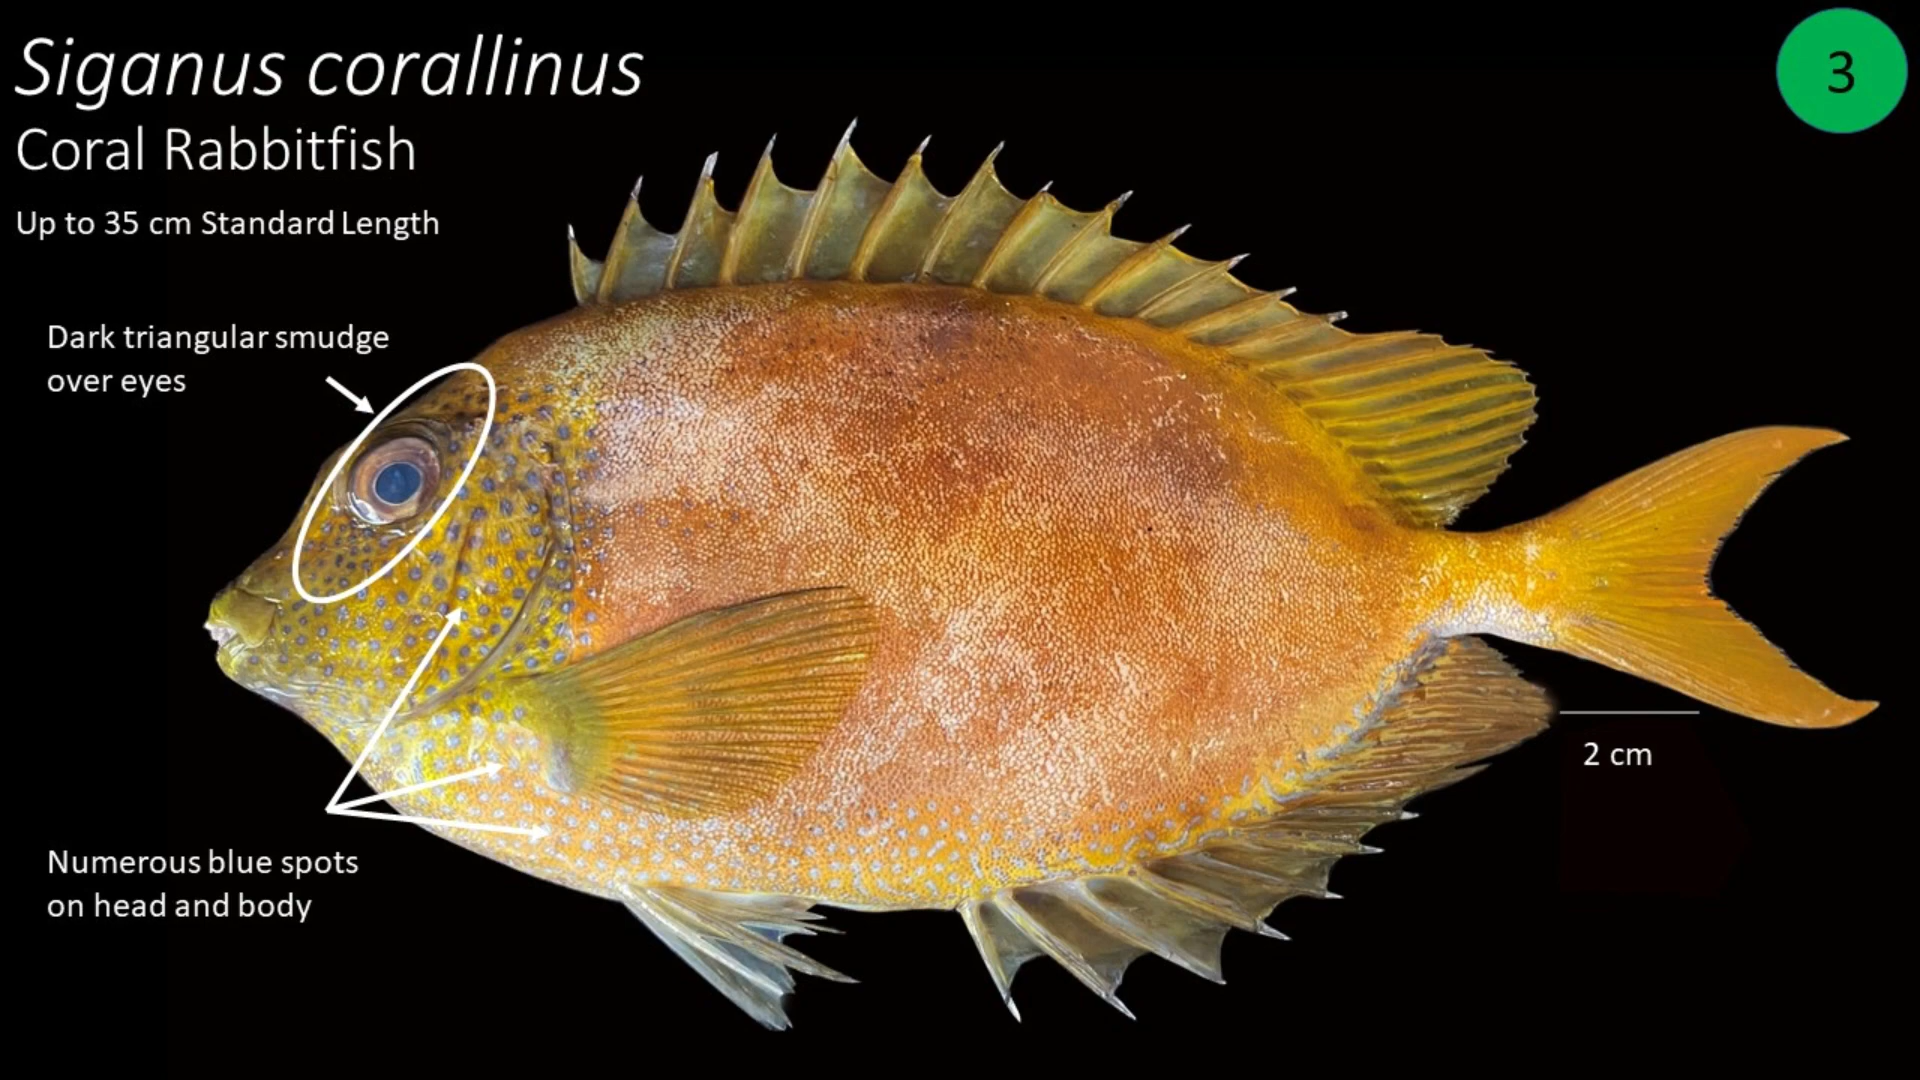 Siganus corallinus
3
Coral Rabbitfish
Up to 35 cm Standard Length
Dark triangular smudge
over eyes
2 cm
Numerous blue spots
on head and body